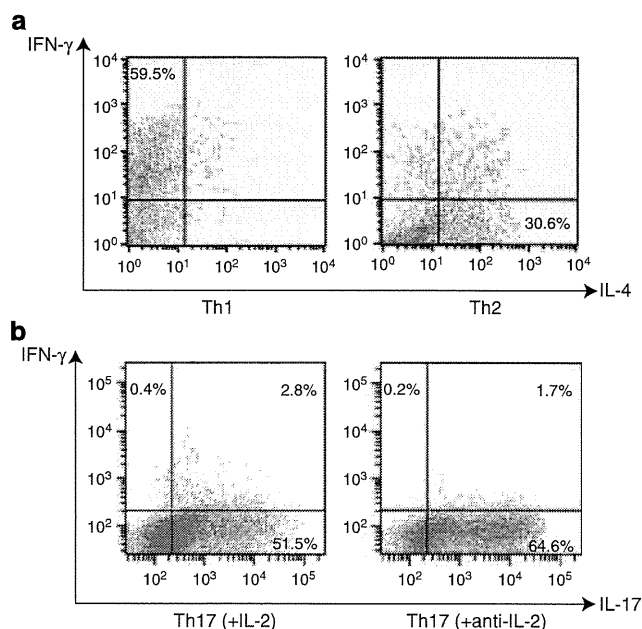 a
IFN-γ
10⁴
10³
10²
10¹
10⁰
59.5%
10⁰ 10¹ 10² 10³ 10⁴
10⁴
10³
10²
10¹
10⁰
30.6%
10⁰ 10¹ 10² 10³ 10⁴
IL-4
Th1
Th2
b
IFN-γ
10⁵
10⁴
10³
10²
0.4% 2.8%
51.5%
10² 10³ 10⁴ 10⁵
10⁵
10⁴
10³
10²
0.2% 1.7%
64.6%
10² 10³ 10⁴ 10⁵
IL-17
Th17 (+IL-2)
Th17 (+anti-IL-2)